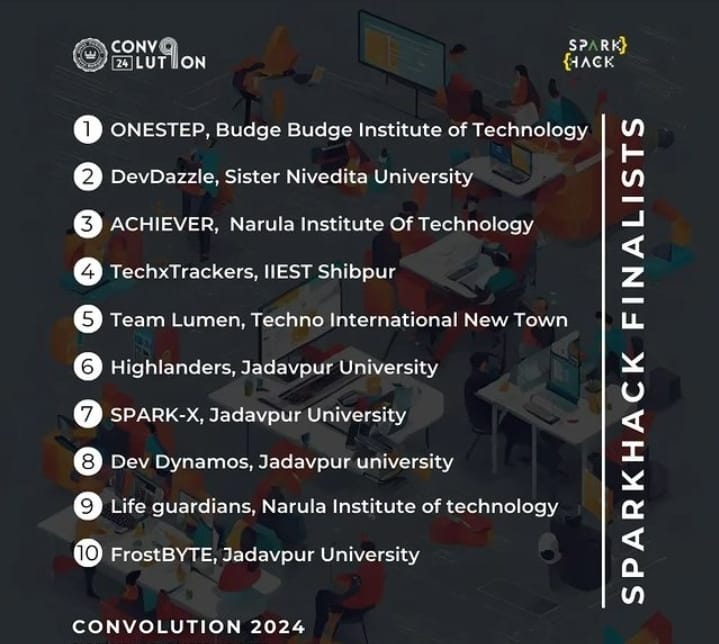 CONV9
24 LUTION
SPARK}
{HACK
1 ONESTEP, Budge Budge Institute of Technology
2 DevDazzle, Sister Nivedita University
3 ACHIEVER, Narula Institute Of Technology
4 TechxTrackers, IIEST Shibpur
5 Team Lumen, Techno International New Town
6 Highlanders, Jadavpur University
7 SPARK-X, Jadavpur University
8 Dev Dynamos, Jadavpur university
9 Life guardians, Narula Institute of technology
10 FrostBYTE, Jadavpur University
SPARKHACK FINALISTS
CONVOLUTION 2024